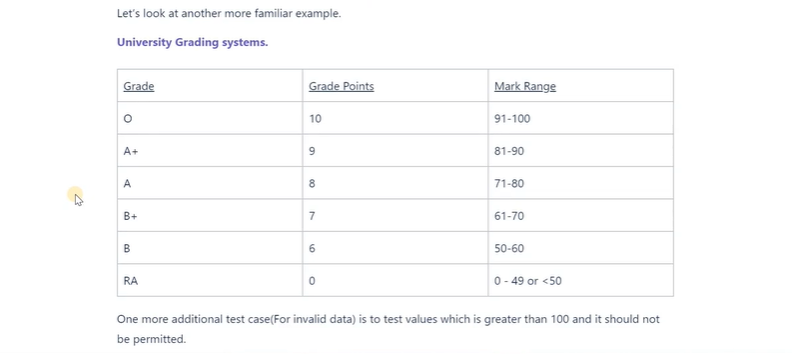 Let's look at another more familiar example.
University Grading systems.
Grade Grade Points Mark Range
O 10 91-100
A+ 9 81-90
A 8 71-80
B+ 7 61-70
B 6 50-60
RA 0 0 - 49 or <50
One more additional test case(For invalid data) is to test values which is greater than 100 and it should not
be permitted.